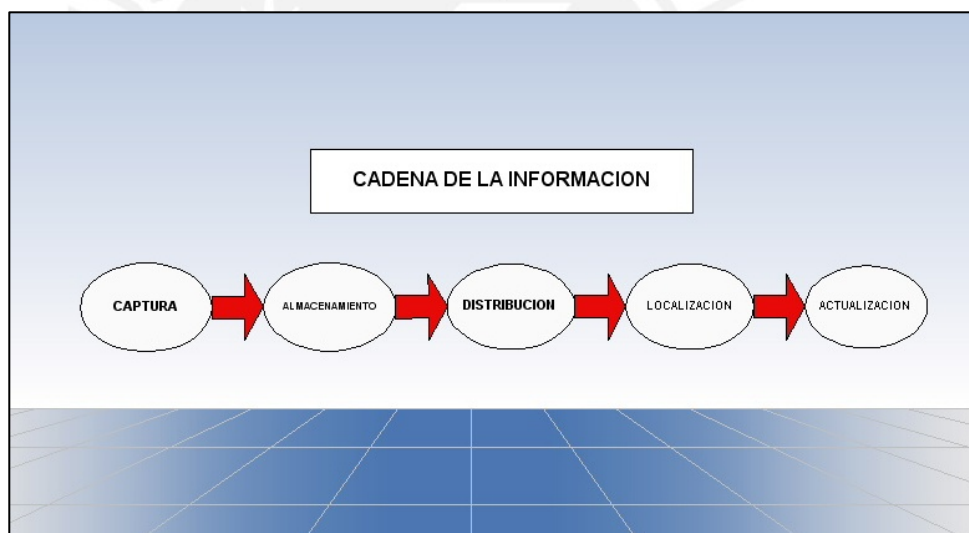 CADENA DE LA INFORMACION
CAPTURA
ALMACENAMIENTO
DISTRIBUCION
LOCALIZACION
ACTUALIZACION